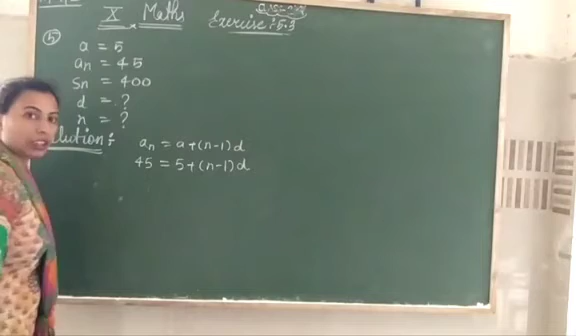 X Maths
Exercise :- 5.3
5
a = 5
an = 45
Sn = 400
d = ?
n = ?
lution :-
an = a+(n-1)d
45 = 5+(n-1)d